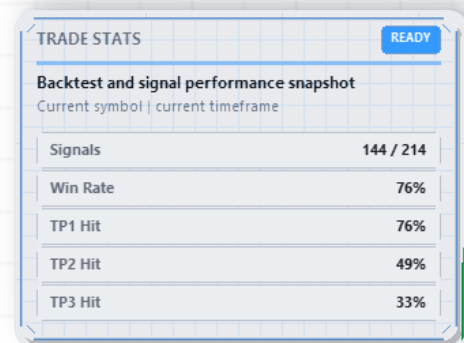 TRADE STATS
READY
Backtest and signal performance snapshot
Current symbol | current timeframe
Signals 144 / 214
Win Rate 76%
TP1 Hit 76%
TP2 Hit 49%
TP3 Hit 33%